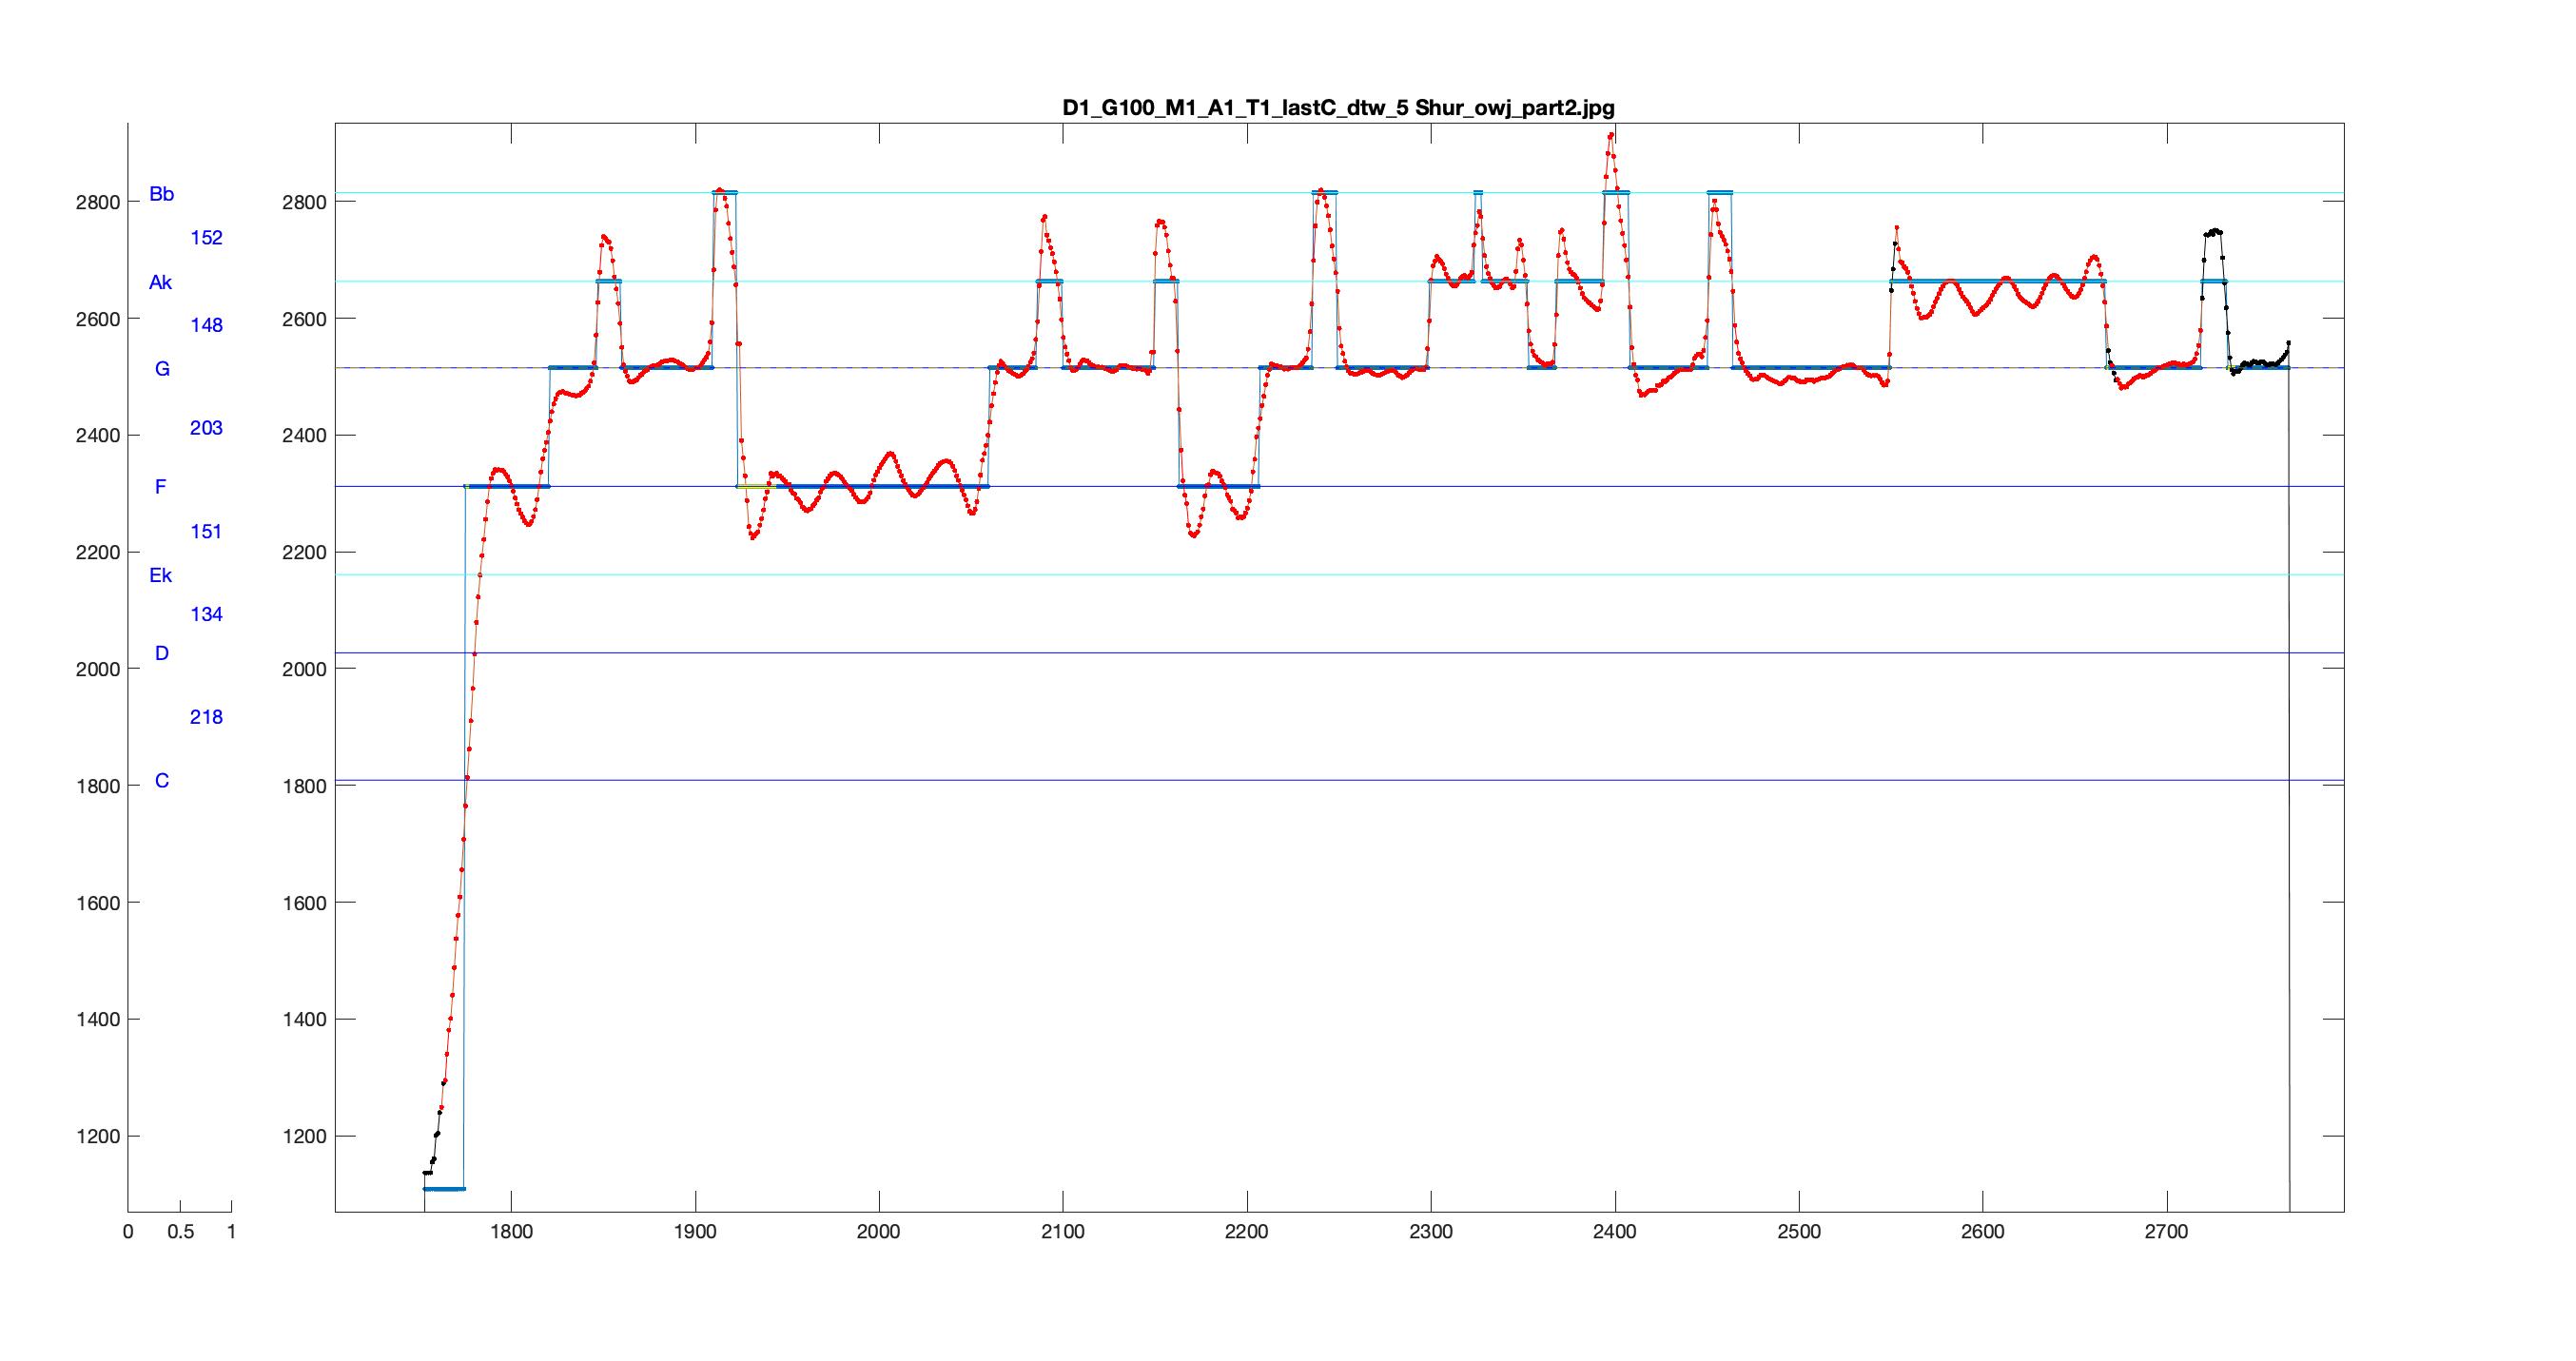 D1_G100_M1_A1_T1_lastC_dtw_5 Shur_owj_part2.jpg
2800 Bb 2800
152
Ak
148
2600 2600
G
203
2400 2400
F
151
2200 2200
Ek
134
D
2000 2000
218
C
1800 1800
1600 1600
1400 1400
1200 1200
0 0.5 1 1800 1900 2000 2100 2200 2300 2400 2500 2600 2700